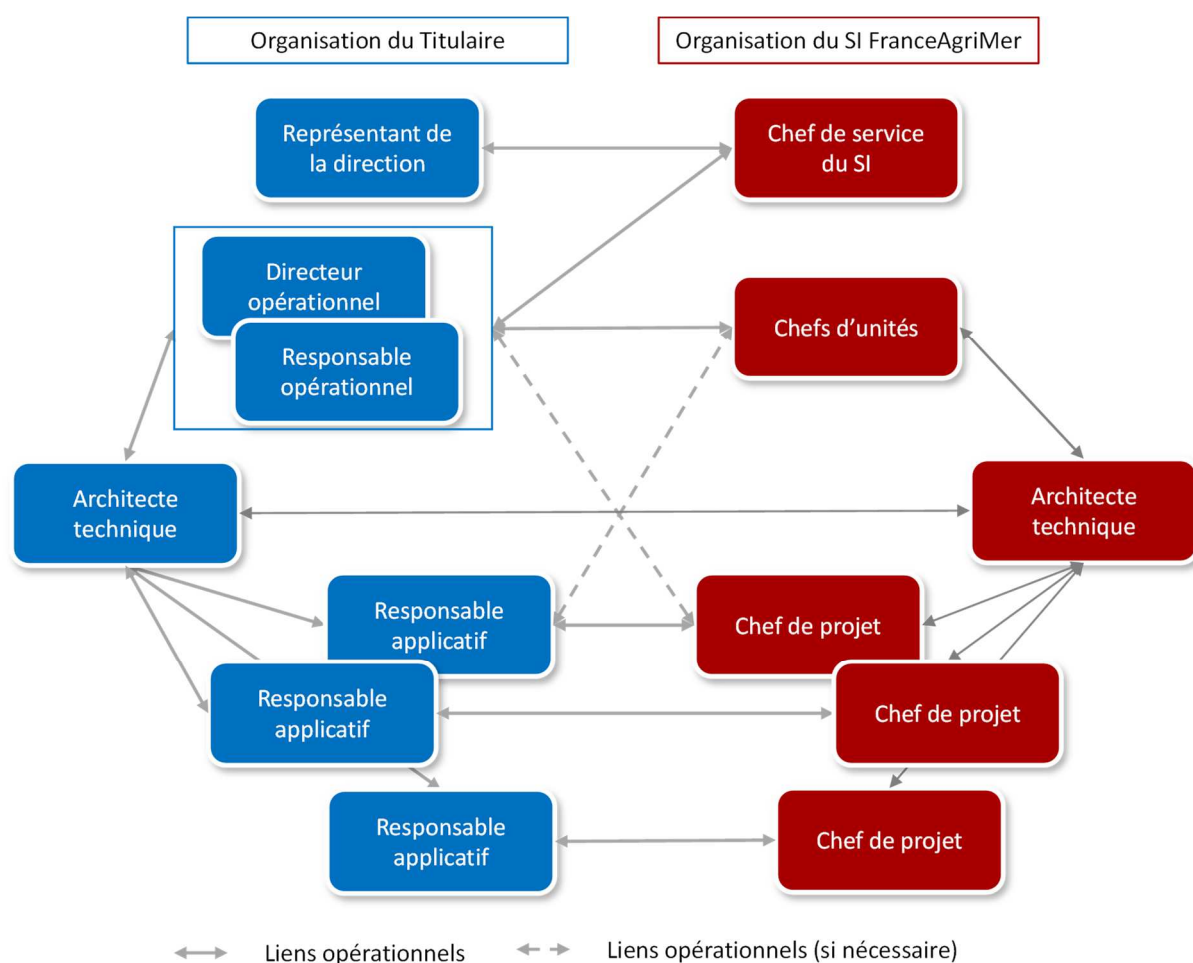 Organisation du Titulaire
Organisation du SI FranceAgriMer
Représentant de
la direction
Chef de service
du SI
Directeur
opérationnel
Responsable
opérationnel
Chefs d’unités
Architecte
technique
Architecte
technique
Responsable
applicatif
Chef de projet
Responsable
applicatif
Chef de projet
Responsable
applicatif
Chef de projet
Liens opérationnels
Liens opérationnels (si nécessaire)